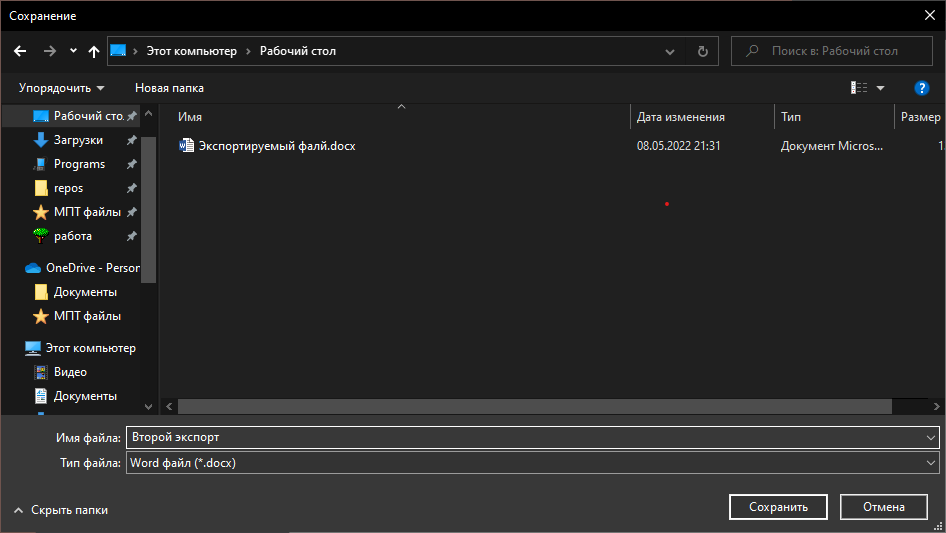 Сохранение
Этот компьютер
Рабочий стол
Поиск в: Рабочий стол
Упорядочить
Новая папка
Имя
Дата изменения
Тип
Размер
Рабочий сто.
Загрузки
Programs
repos
МПТ файлы
работа
OneDrive - Person
Документы
МПТ файлы
Этот компьютер
Видео
Документы
Экспортируемый фалй.docx
08.05.2022 21:31
Документ Micros...
Имя файла: Второй экспорт
Тип файла: Word файл (*.docx)
Скрыть папки
Сохранить
Отмена